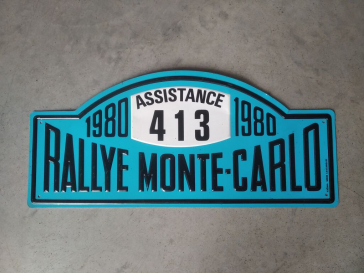 ASSISTANCE
1980 413 1980
RALLYE MONTE-CARLO